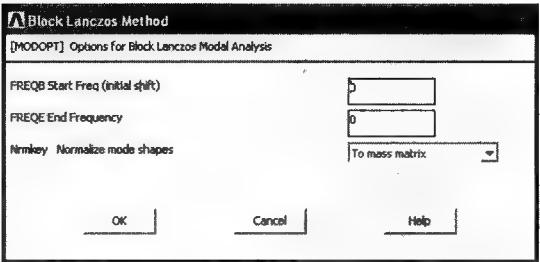 Block Lanczos Method
[MODOPT] Options for Block Lanczos Modal Analysis
FREQB Start Freq (initial shift)
0
FREQE End Frequency
0
Nrmkey Normalize mode shapes
To mass matrix
OK Cancel Help